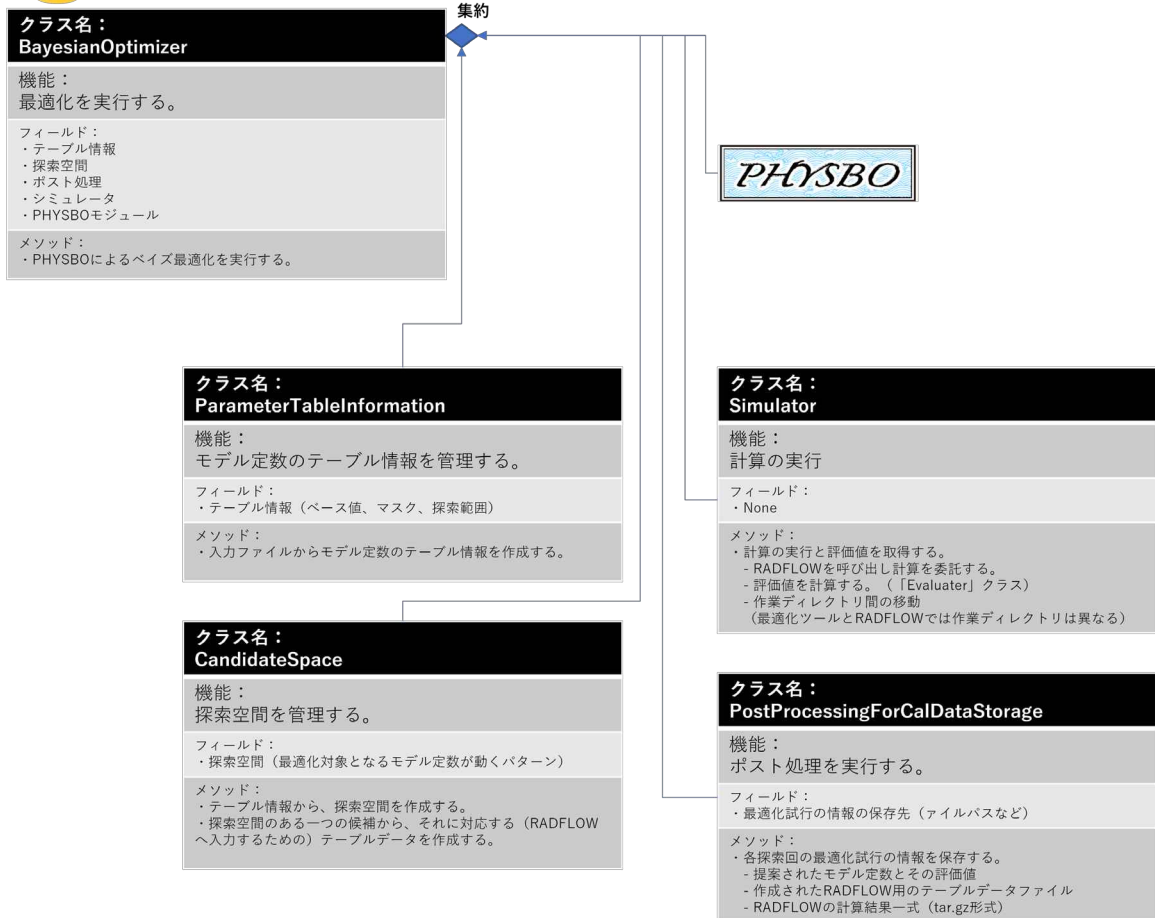 集約
クラス名：
BayesianOptimizer
機能：
最適化を実行する。
フィールド：
・テーブル情報
・探索空間
・ポスト処理
・シミュレータ
・PHYSBOモジュール
メソッド：
・PHYSBOによるベイズ最適化を実行する。
PHYSBO
クラス名：
ParameterTableInformation
機能：
モデル定数のテーブル情報を管理する。
フィールド：
・テーブル情報（ベース値、マスク、探索範囲）
メソッド：
・入力ファイルからモデル定数のテーブル情報を作成する。
クラス名：
Simulator
機能：
計算の実行
フィールド：
・None
メソッド：
・計算の実行と評価値を取得する。
- RADFLOWを呼び出し計算を委託する。
- 評価値を計算する。（「Evaluater」クラス）
- 作業ディレクトリ間の移動
（最適化ツールとRADFLOWでは作業ディレクトリは異なる）
クラス名：
CandidateSpace
機能：
探索空間を管理する。
フィールド：
・探索空間（最適化対象となるモデル定数が動くパターン）
メソッド：
・テーブル情報から、探索空間を作成する。
・探索空間のある一つの候補から、それに対応する（RADFLOW
へ入力するための）テーブルデータを作成する。
クラス名：
PostProcessingForCalDataStorage
機能：
ポスト処理を実行する。
フィールド：
・最適化試行の情報の保存先（ァイルパスなど）
メソッド：
・各探索回の最適化試行の情報を保存する。
- 提案されたモデル定数とその評価値
- 作成されたRADFLOW用のテーブルデータファイル
- RADFLOWの計算結果一式（tar.gz形式）